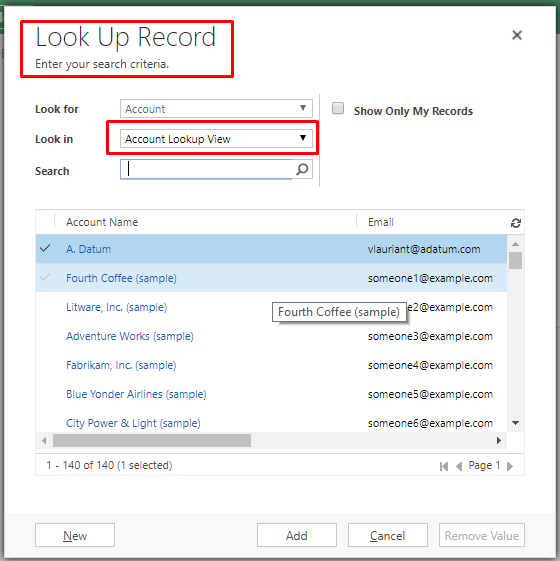 Look Up Record
Enter your search criteria.
Look for Account Show Only My Records
Look in Account Lookup View
Search
Account Name Email
A. Datum vlauriant@adatum.com
Fourth Coffee (sample) someone1@example.com
Litware, Inc. (sample) Fourth Coffee (sample) e2@example.com
Adventure Works (sample) someone3@example.com
Fabrikam, Inc. (sample) someone4@example.com
Blue Yonder Airlines (sample) someone5@example.com
City Power & Light (sample) someone6@example.com
1 - 140 of 140 (1 selected) Page 1
New Add Cancel Remove Value